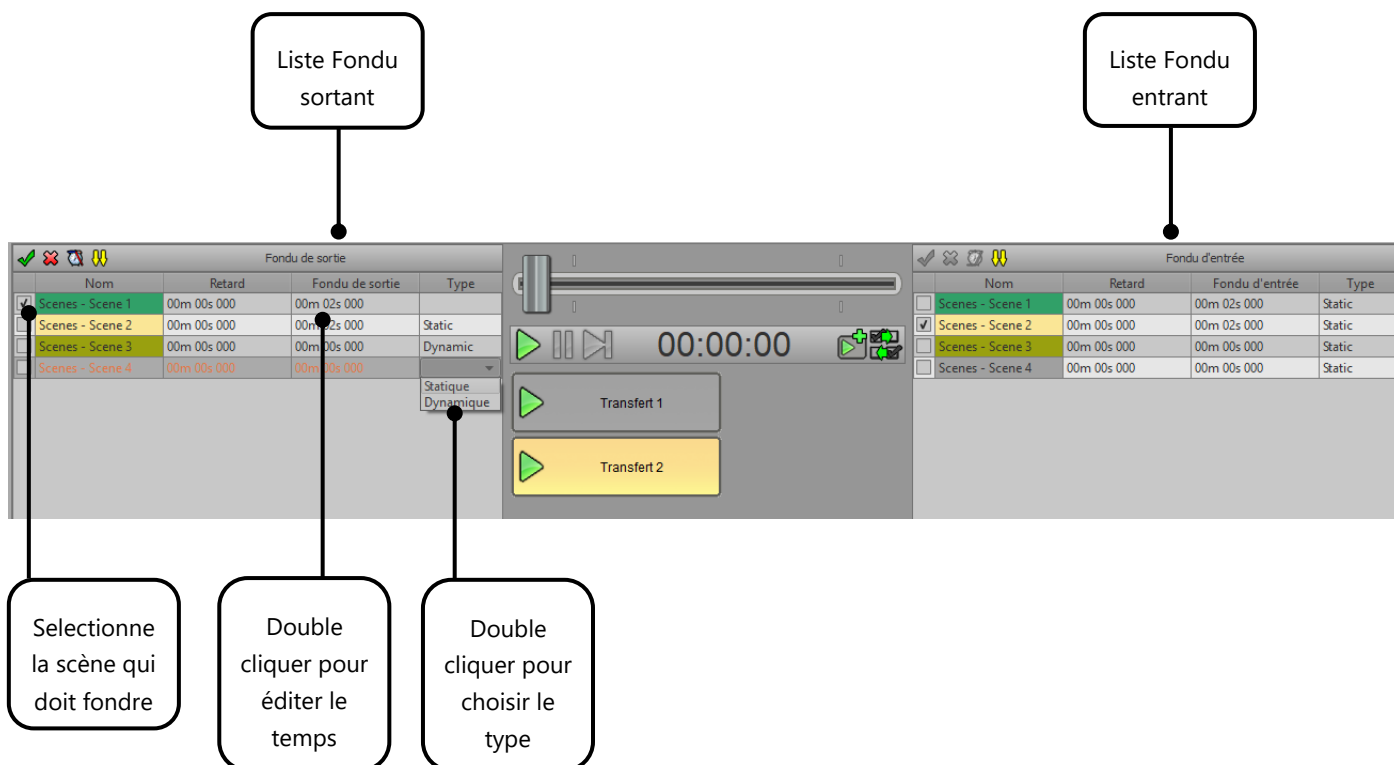 Liste Fondu
sortant
Liste Fondu
entrant
Fondu de sortie
Nom Retard Fondu de sortie Type
Scenes - Scene 1 00m 00s 000 00m 02s 000
Scenes - Scene 2 00m 00s 000 00m 02s 000 Static
Scenes - Scene 3 00m 00s 000 00m 00s 000 Dynamic
Scenes - Scene 4 00m 00s 000 00m 00s 000
Statique
Dynamique
00:00:00
Transfert 1
Transfert 2
Fondu d'entrée
Nom Retard Fondu d'entrée Type
Scenes - Scene 1 00m 00s 000 00m 02s 000 Static
Scenes - Scene 2 00m 00s 000 00m 02s 000 Static
Scenes - Scene 3 00m 00s 000 00m 00s 000 Static
Scenes - Scene 4 00m 00s 000 00m 00s 000 Static
Selectionne
la scène qui
doit fondre
Double
cliquer pour
éditer le
temps
Double
cliquer pour
choisir le
type